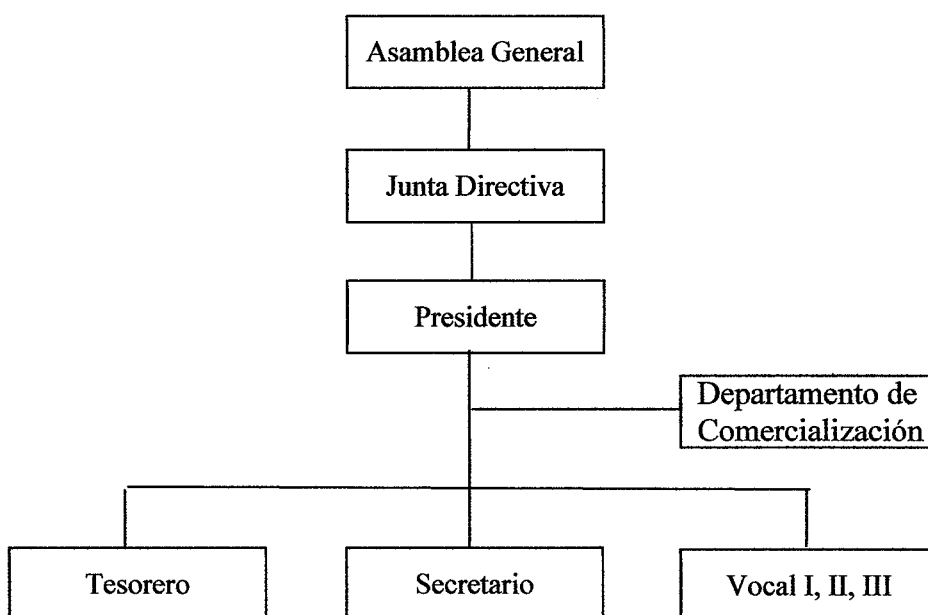 Asamblea General
Junta Directiva
Presidente
Departamento de
Comercialización
Tesorero
Secretario
Vocal I, II, III